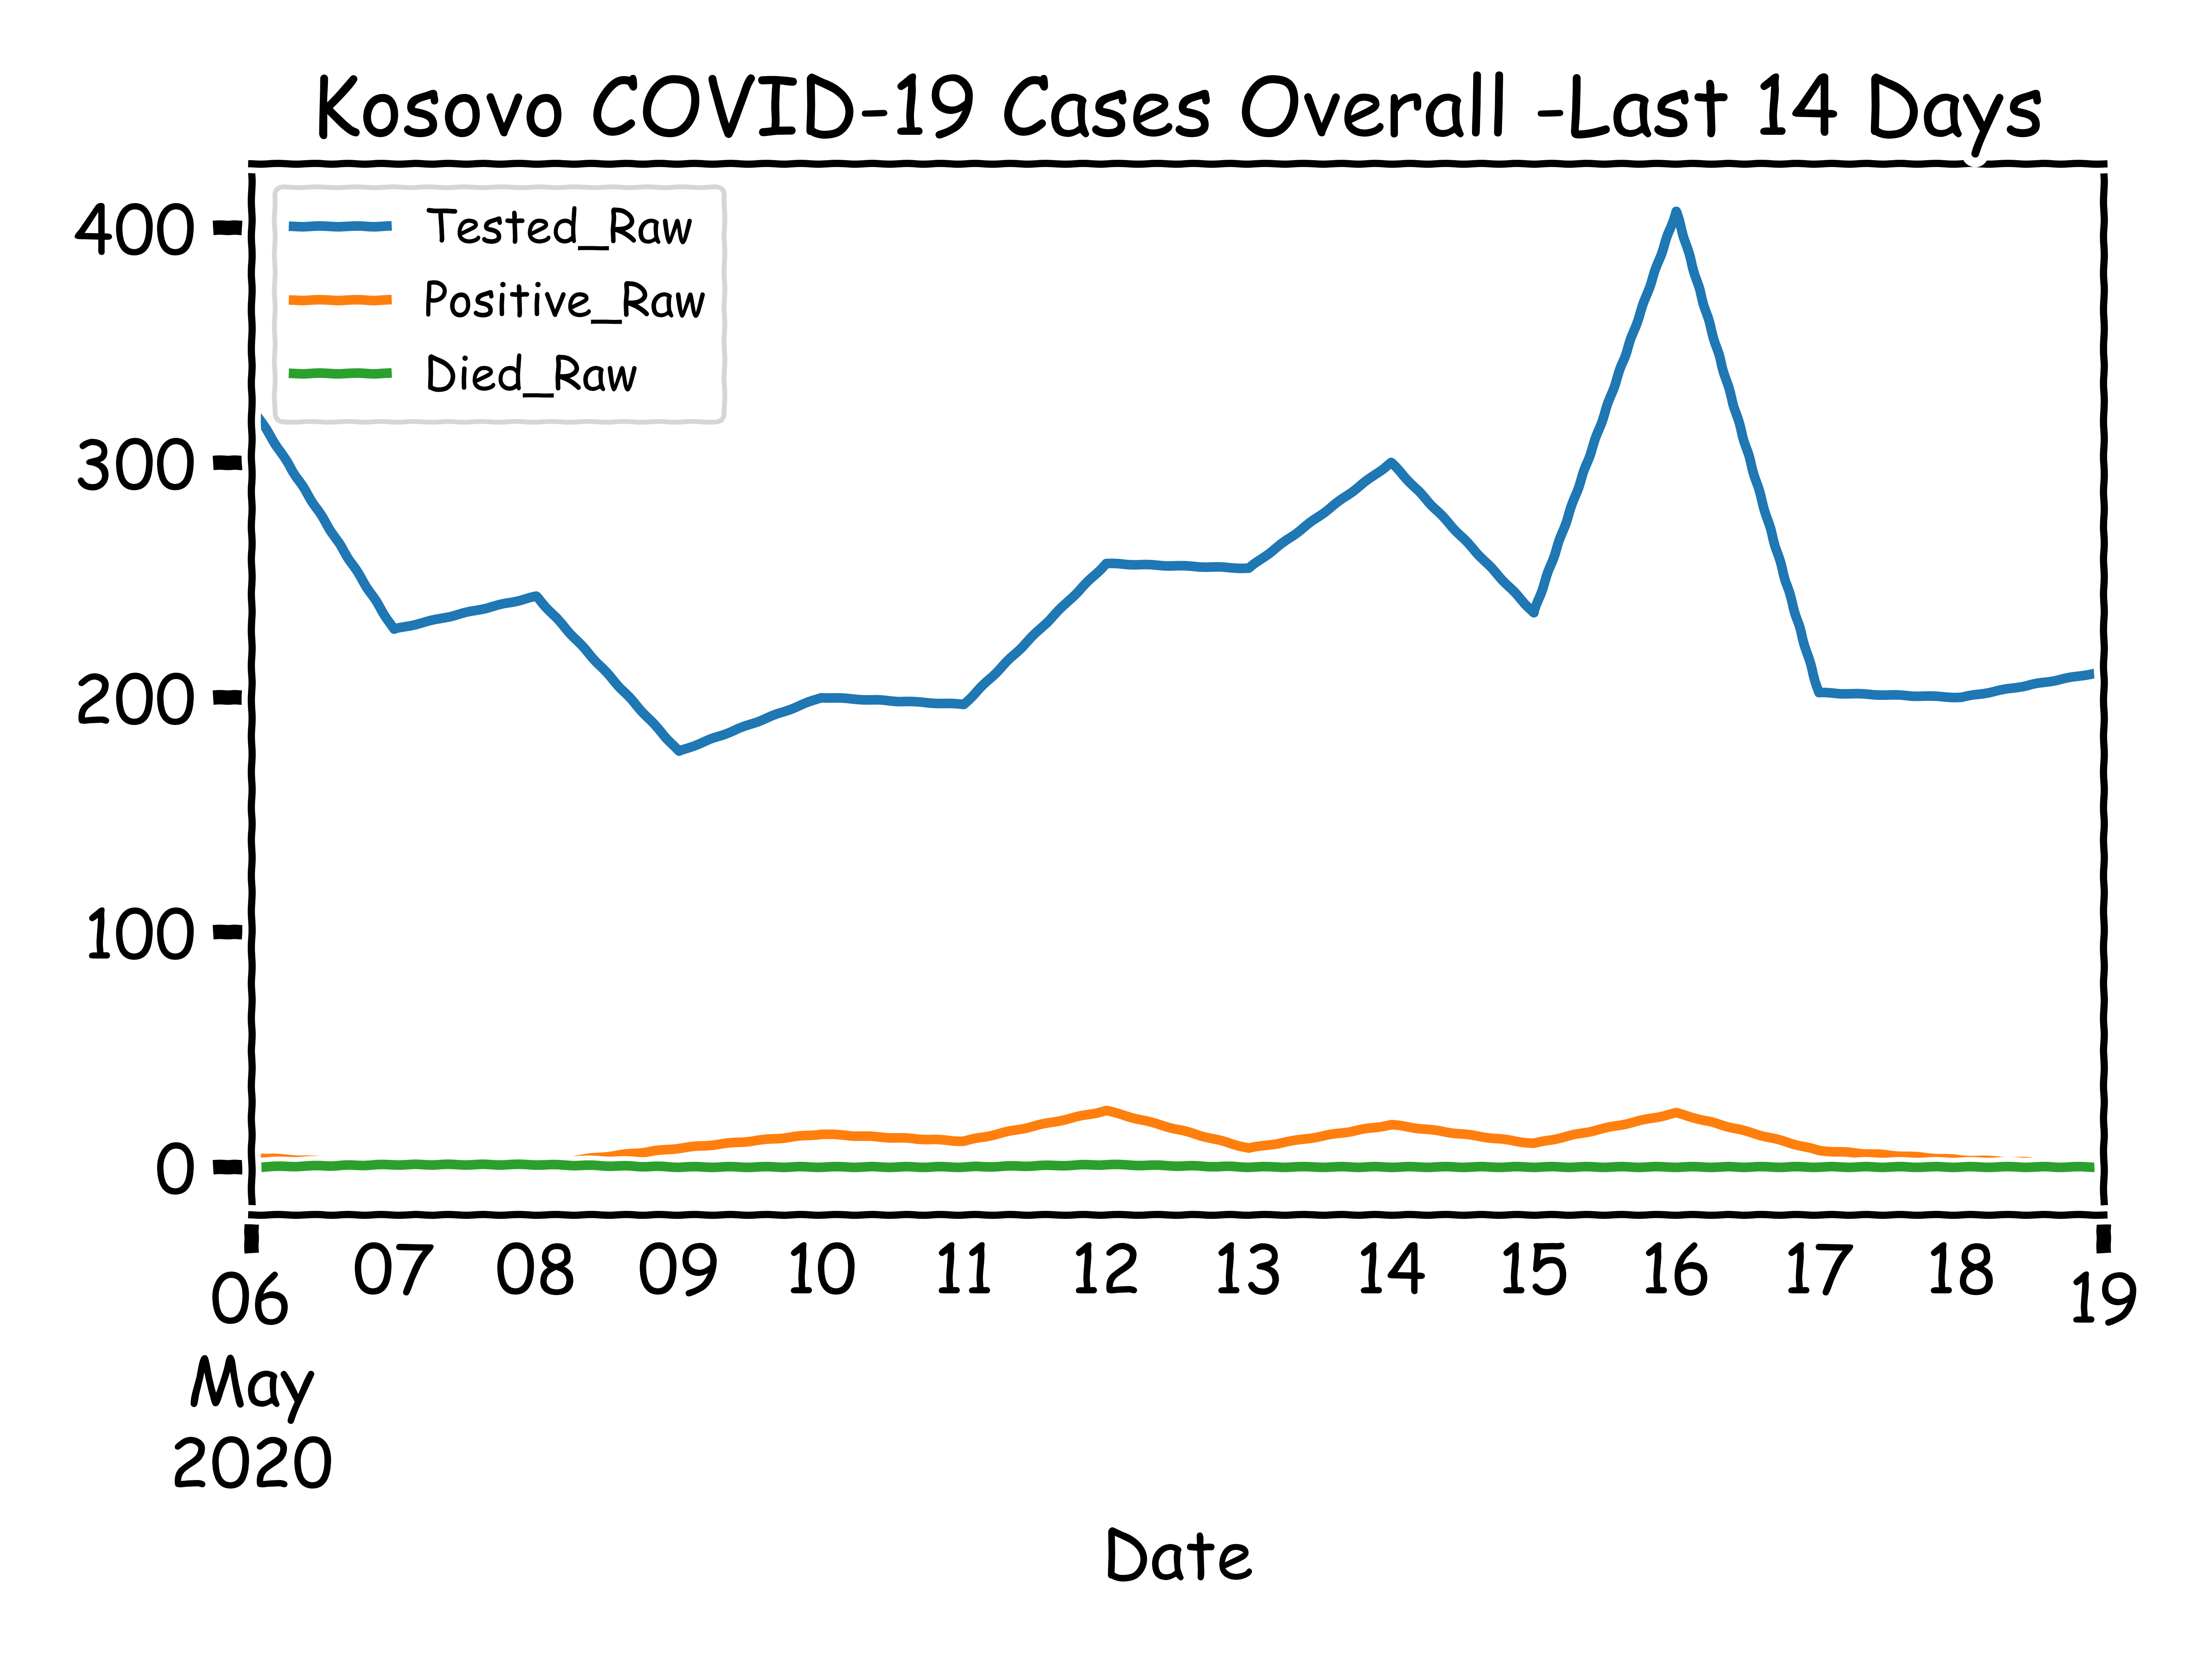 Kosovo COVID-19 Cases Overall -Last 14 Days
Tested_Raw
Positive_Raw
Died_Raw
400
300
200
100
0
06 07 08 09 10 11 12 13 14 15 16 17 18 19
May
2020
Date